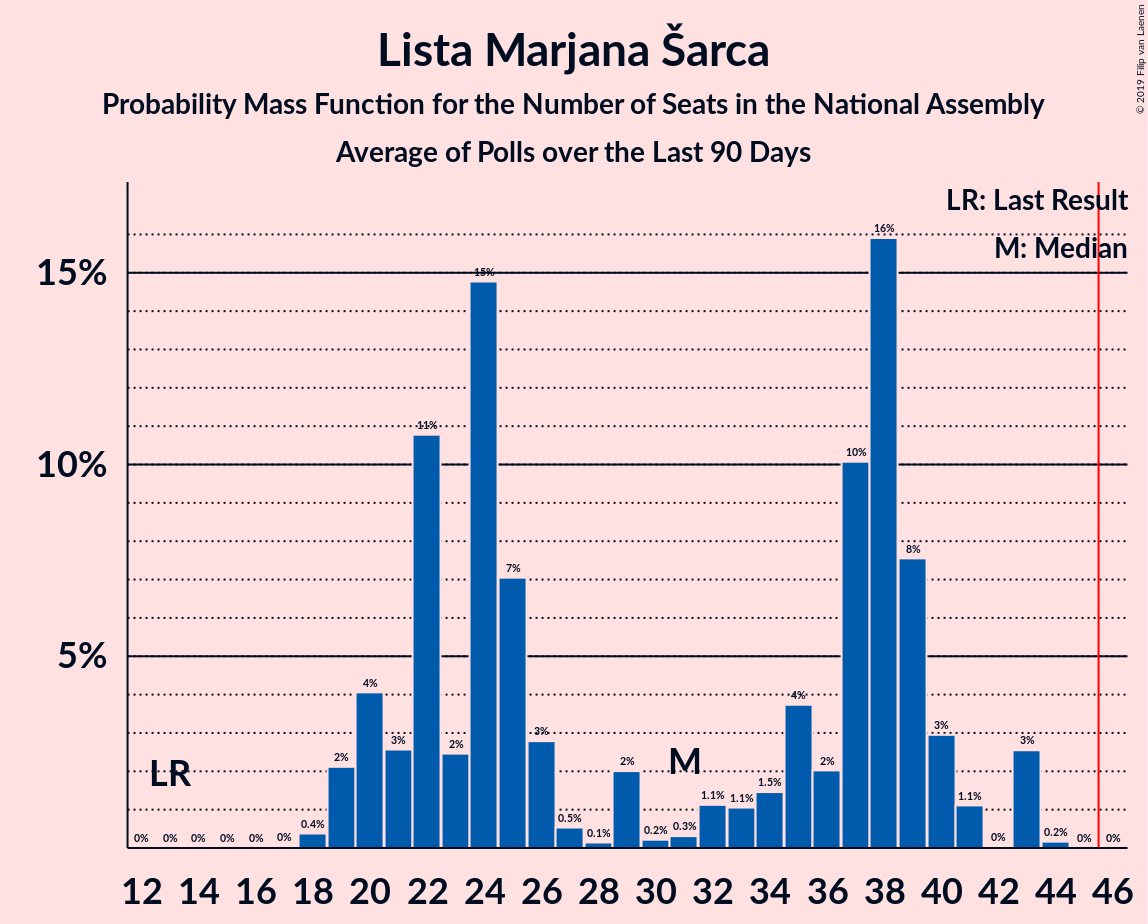 Lista Marjana Šarca
Probability Mass Function for the Number of Seats in the National Assembly
Average of Polls over the Last 90 Days
© 2019 Filip van Laenen
LR: Last Result
M: Median
15%
10%
5%
0% 0% 0% 0% 0% 0% 0.4% 2% 4% 3% 11% 2% 15% 7% 3% 0.5% 0.1% 2% 0.2% 0.3% 1.1% 1.1% 1.5% 4% 2% 10% 16% 8% 3% 1.1% 0% 3% 0.2% 0% 0%
LR
M
12 14 16 18 20 22 24 26 28 30 32 34 36 38 40 42 44 46